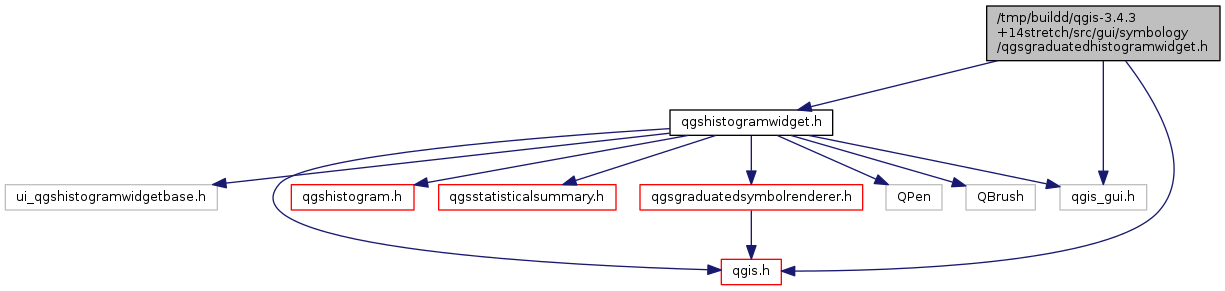 /tmp/buildd/qgis-3.4.3
+14stretch/src/gui/symbology
/qgsgraduatedhistogramwidget.h
qgshistogramwidget.h
ui_qgshistogramwidgetbase.h
qgshistogram.h
qgsstatisticalsummary.h
qgsgraduatedsymbolrenderer.h
QPen
QBrush
qgis_gui.h
qgis.h